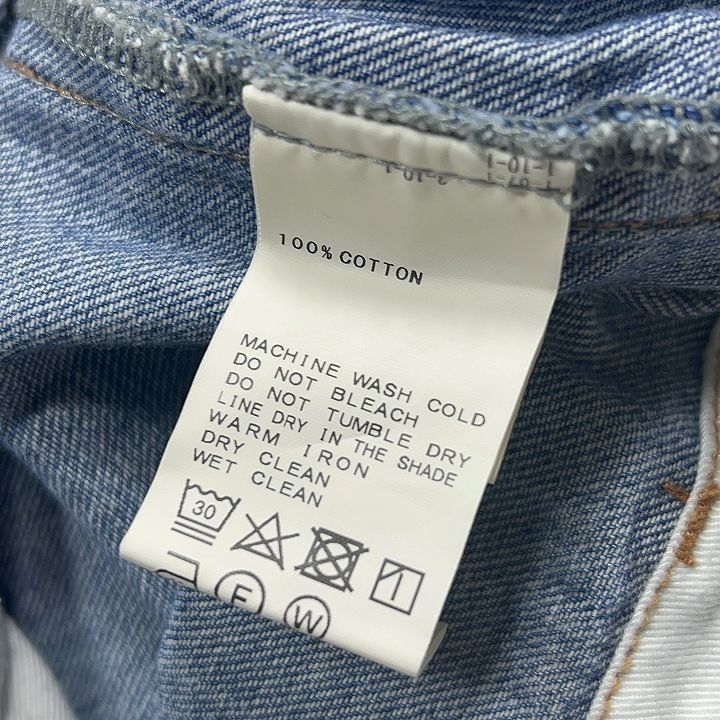 100% COTTON
MACHINE WASH COLD
DO NOT BLEACH
DO NOT TUMBLE DRY
LINE DRY IN THE SHADE
WARM IRON
DRY CLEAN
WET CLEAN
30
F
W